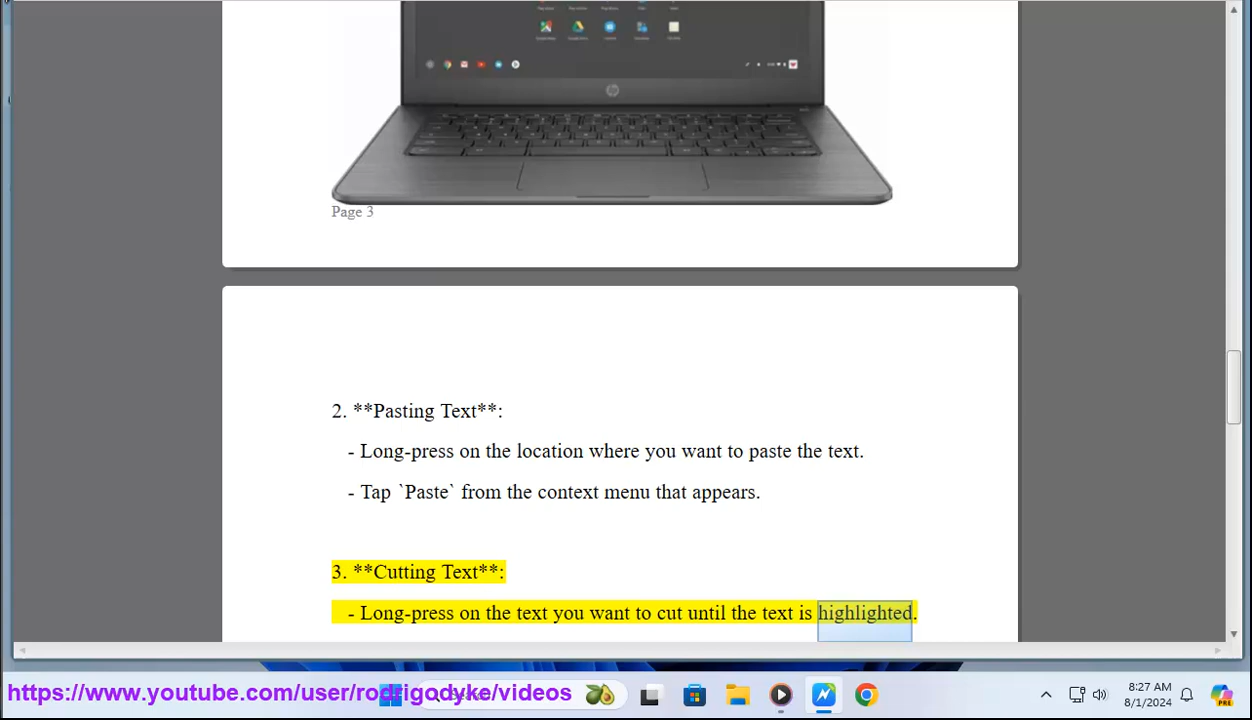 Page 3
2. **Pasting Text**:
- Long-press on the location where you want to paste the text.
- Tap `Paste` from the context menu that appears.
3. **Cutting Text**:
- Long-press on the text you want to cut until the text is highlighted.
https://www.youtube.com/user/rodrigodyke/videos
8:27 AM
8/1/2024
PRE
hp